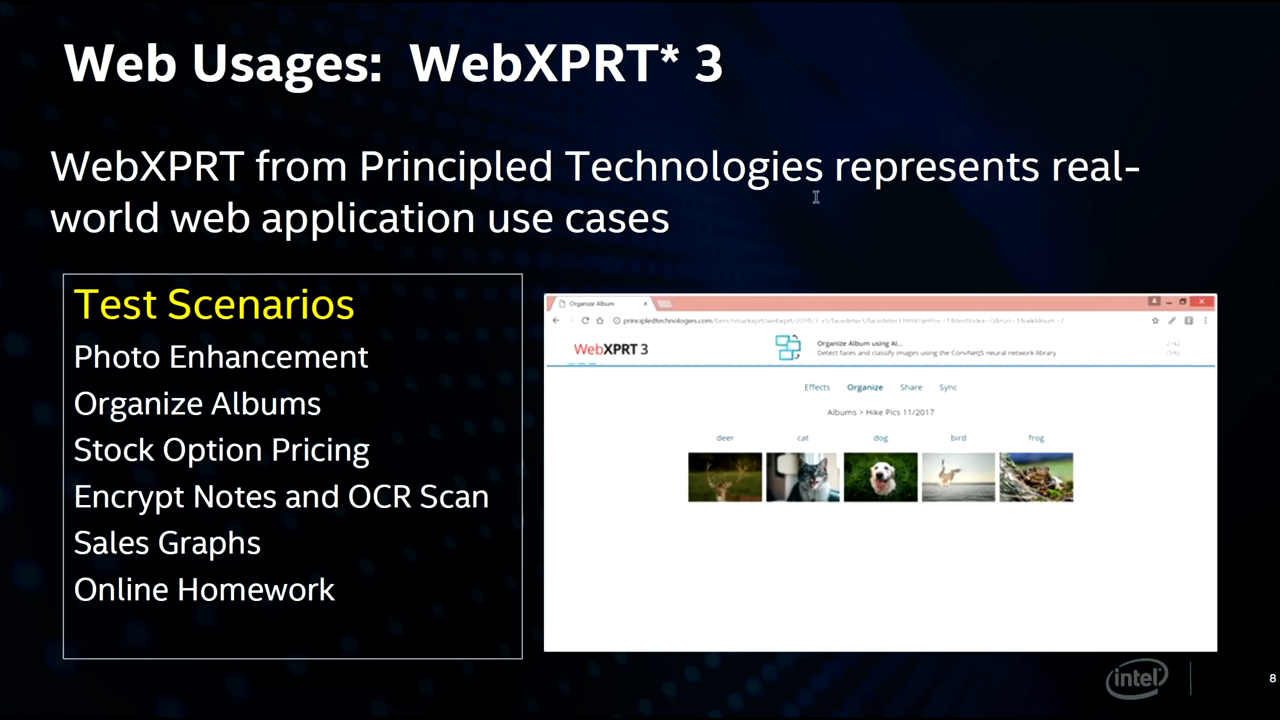 Web Usages: WebXPRT* 3
WebXPRT from Principled Technologies represents real-
world web application use cases
Test Scenarios
Photo Enhancement
Organize Albums
Stock Option Pricing
Encrypt Notes and OCR Scan
Sales Graphs
Online Homework
Organize Album
WebXPRT 3
Organize Album using AI...
Detect faces and classify images using the ConvNetJS neural network library
Effects Organize Share Sync
Albums > Hike Pics 11/2017
deer cat dog bird frog
intel
8